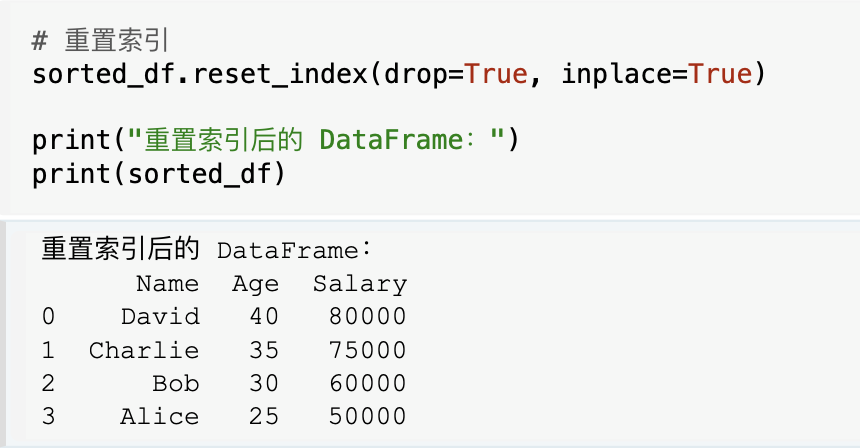 # 重置索引
sorted_df.reset_index(drop=True, inplace=True)
print("重置索引后的 DataFrame：")
print(sorted_df)
重置索引后的 DataFrame：
      Name  Age  Salary
0    David   40   80000
1  Charlie   35   75000
2      Bob   30   60000
3    Alice   25   50000